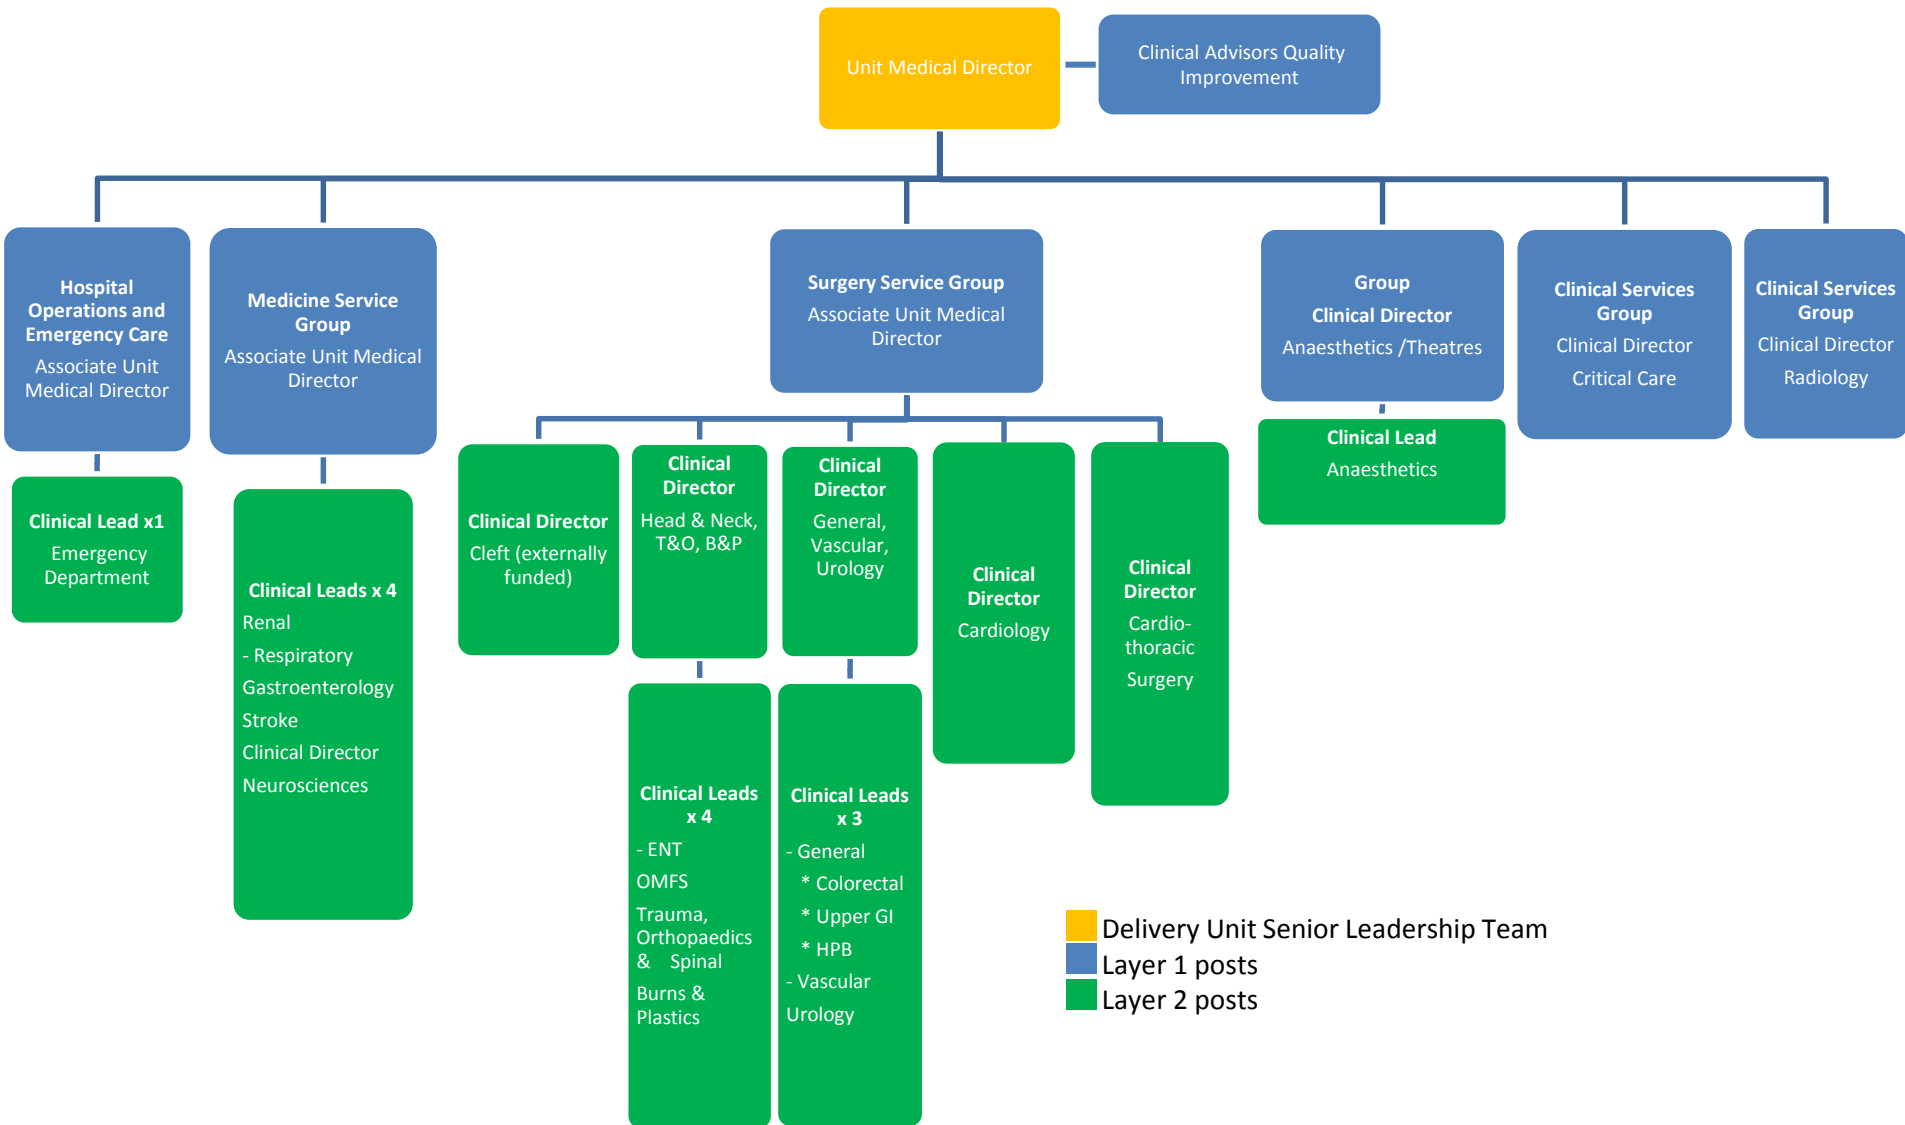 Unit Medical Director
Clinical Advisors Quality
Improvement
Hospital
Operations and
Emergency Care
Associate Unit
Medical Director
Medicine Service
Group
Associate Unit Medical
Director
Surgery Service Group
Associate Unit Medical
Director
Group
Clinical Director
Anaesthetics /Theatres
Clinical Services
Group
Clinical Director
Critical Care
Clinical Services
Group
Clinical Director
Radiology
Clinical Lead x1
Emergency
Department
Clinical Leads x 4
Renal
- Respiratory
Gastroenterology
Stroke
Clinical Director
Neurosciences
Clinical Director
Cleft (externally
funded)
Clinical
Director
Head & Neck,
T&O, B&P
Clinical
Director
General,
Vascular,
Urology
Clinical
Director
Cardiology
Clinical
Director
Cardio-
thoracic
Surgery
Clinical Lead
Anaesthetics
Clinical Leads
x 4
- ENT
OMFS
Trauma,
Orthopaedics
& Spinal
Burns &
Plastics
Clinical Leads
x 3
- General
* Colorectal
* Upper GI
* HPB
- Vascular
Urology
Delivery Unit Senior Leadership Team
Layer 1 posts
Layer 2 posts